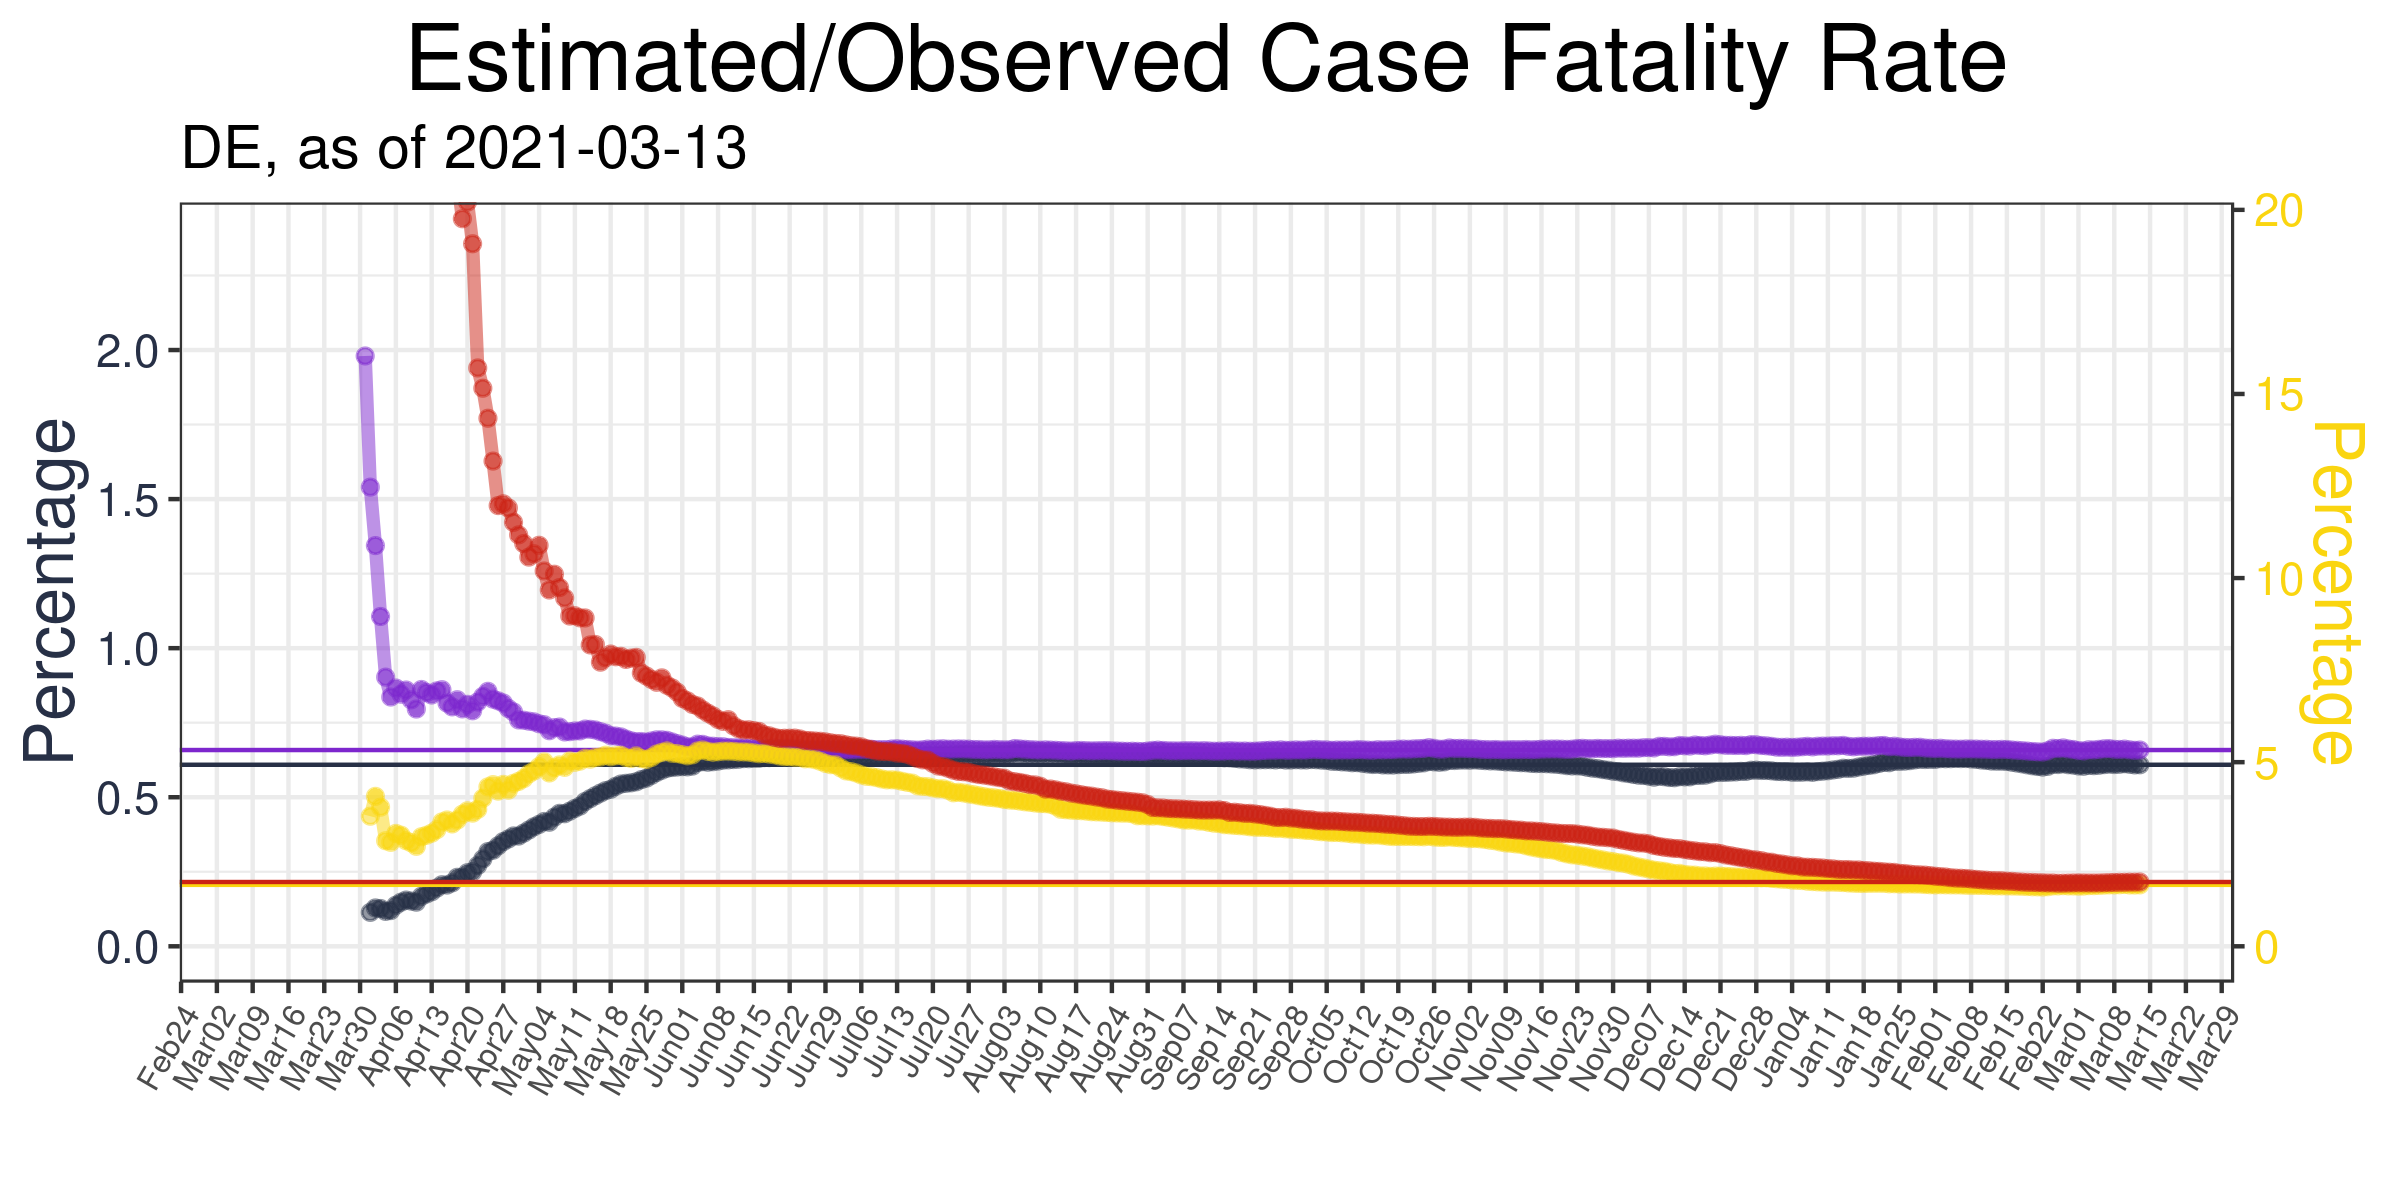 Estimated/Observed Case Fatality Rate
DE, as of 2021-03-13
Percentage
2.0
1.5
1.0
0.5
0.0
20
15
10
5
0
Percentage
Feb24
Mar02
Mar09
Mar16
Mar23
Mar30
Apr06
Apr13
Apr20
Apr27
May04
May11
May18
May25
Jun01
Jun08
Jun15
Jun22
Jun29
Jul06
Jul13
Jul20
Jul27
Aug03
Aug10
Aug17
Aug24
Aug31
Sep07
Sep14
Sep21
Sep28
Oct05
Oct12
Oct19
Oct26
Nov02
Nov09
Nov16
Nov23
Nov30
Dec07
Dec14
Dec21
Dec28
Jan04
Jan11
Jan18
Jan25
Feb01
Feb08
Feb15
Feb22
Mar01
Mar08
Mar15
Mar22
Mar29